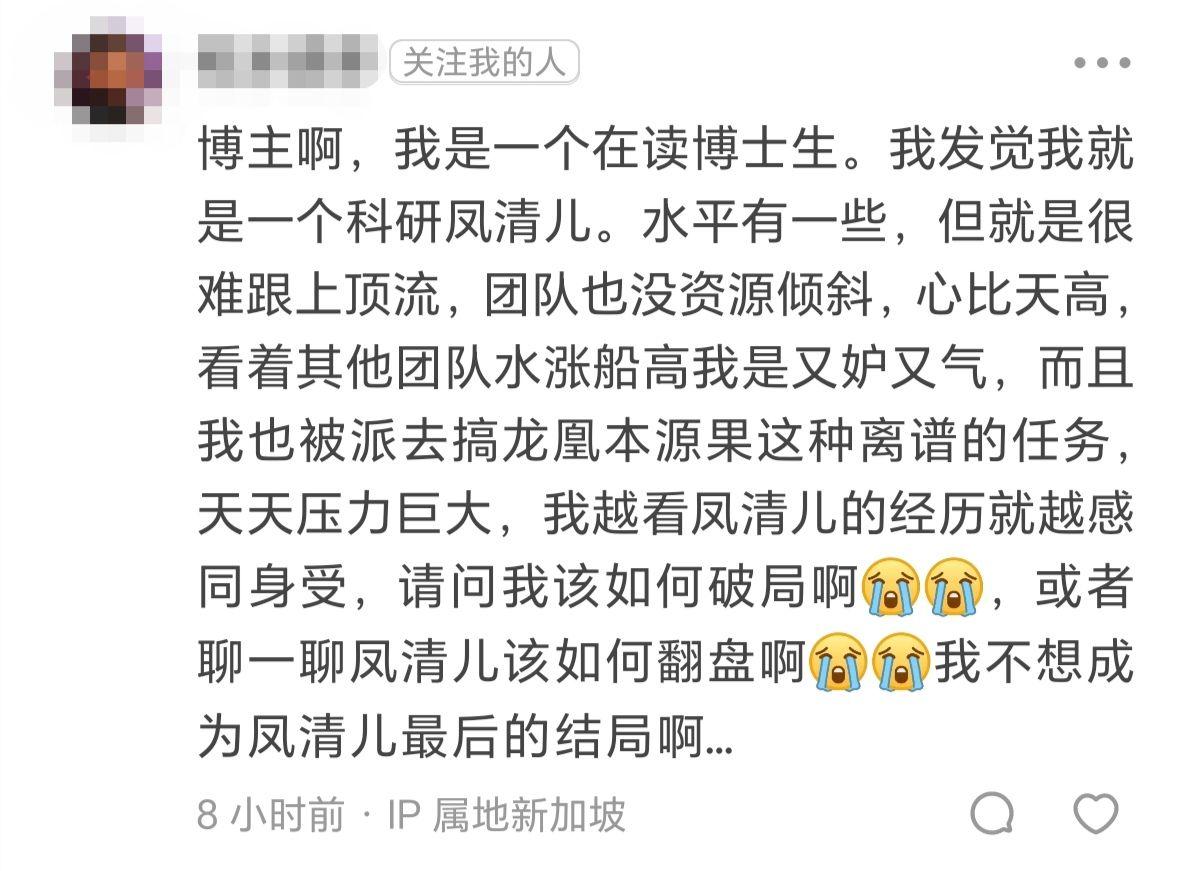 关注我的人
博主啊，我是一个在读博士生。我发觉我就
是一个科研凤清儿。水平有一些，但就是很
难跟上顶流，团队也没资源倾斜，心比天高，
看着其他团队水涨船高我是又妒又气，而且
我也被派去搞龙凰本源果这种离谱的任务，
天天压力巨大，我越看凤清儿的经历就越感
同身受，请问我该如何破局啊😭😭，或者
聊一聊凤清儿该如何翻盘啊😭😭我不想成
为凤清儿最后的结局啊...
8 小时前 · IP 属地新加坡